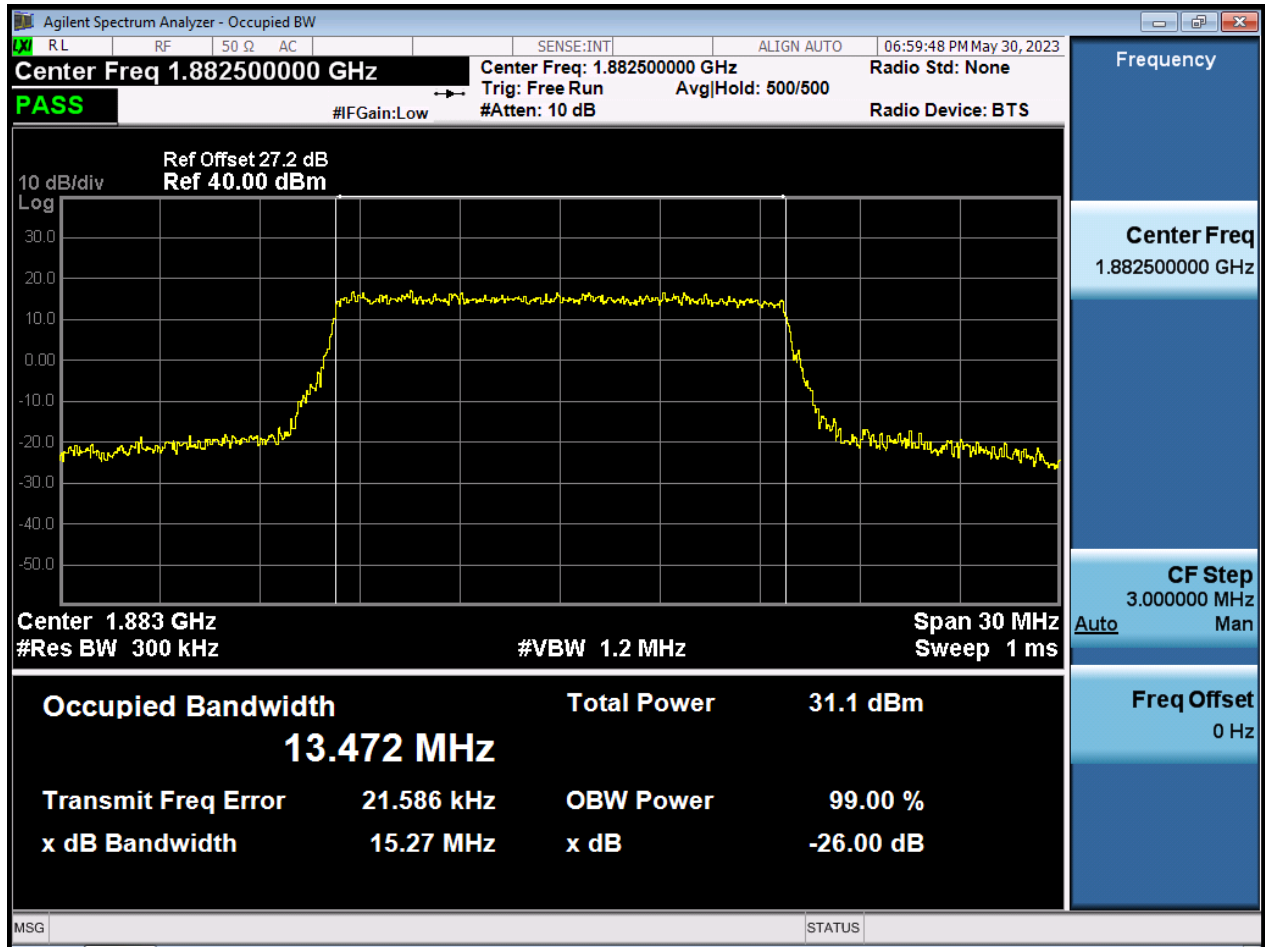 Agilent Spectrum Analyzer - Occupied BW
LXI RL RF 50 Ω AC SENSE:INT ALIGN AUTO 06:59:48 PM May 30, 2023
Center Freq 1.882500000 GHz
Center Freq: 1.882500000 GHz Radio Std: None
Trig: Free Run Avg|Hold: 500/500
PASS
#IFGain:Low #Atten: 10 dB Radio Device: BTS
Frequency
Ref Offset 27.2 dB
10 dB/div Ref 40.00 dBm
Log
30.0
20.0
10.0
0.00
-10.0
-20.0
-30.0
-40.0
-50.0
Center 1.883 GHz Span 30 MHz
#Res BW 300 kHz #VBW 1.2 MHz Sweep 1 ms
Center Freq
1.882500000 GHz
CF Step
3.000000 MHz
Auto Man
Freq Offset
0 Hz
Occupied Bandwidth Total Power 31.1 dBm
13.472 MHz
Transmit Freq Error 21.586 kHz OBW Power 99.00 %
x dB Bandwidth 15.27 MHz x dB -26.00 dB
MSG STATUS